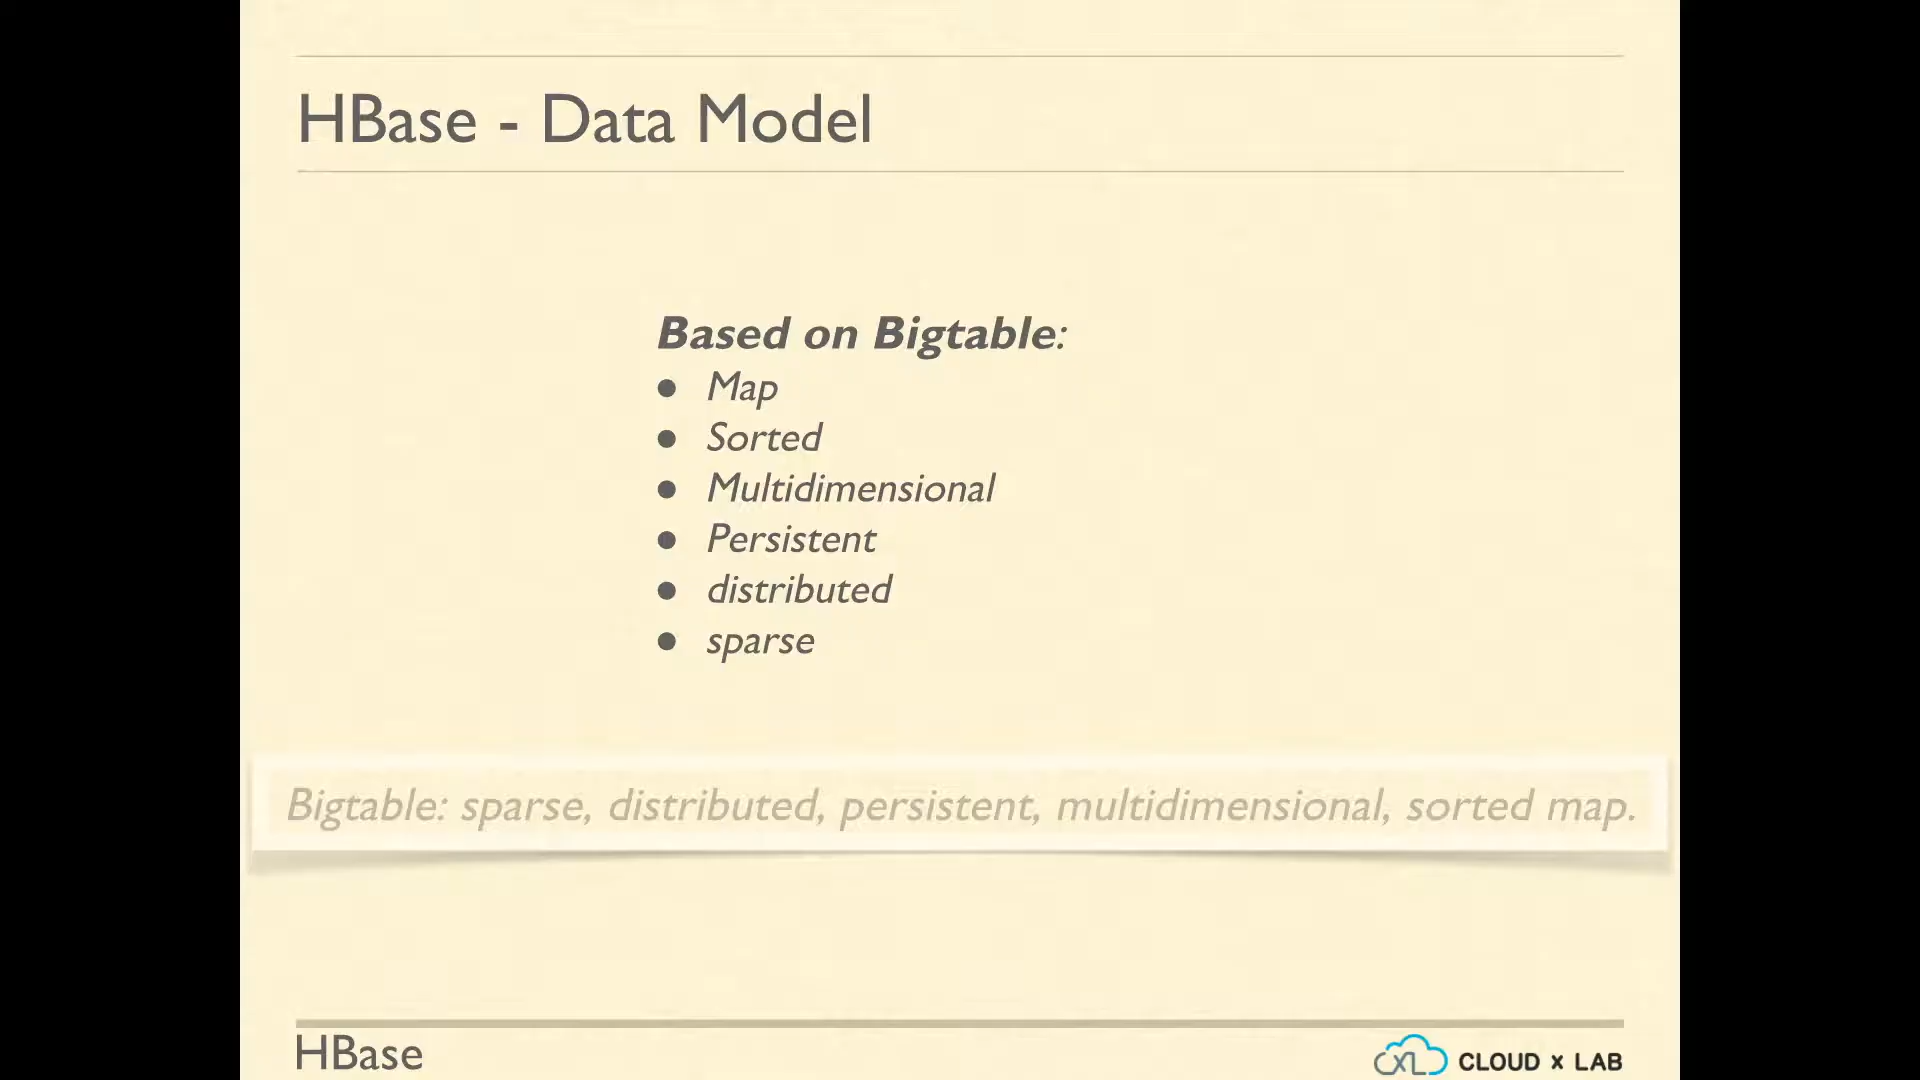 HBase - Data Model
Based on Bigtable:
● Map
● Sorted
● Multidimensional
● Persistent
● distributed
● sparse
Bigtable: sparse, distributed, persistent, multidimensional, sorted map.
HBase
CXL CLOUD x LAB